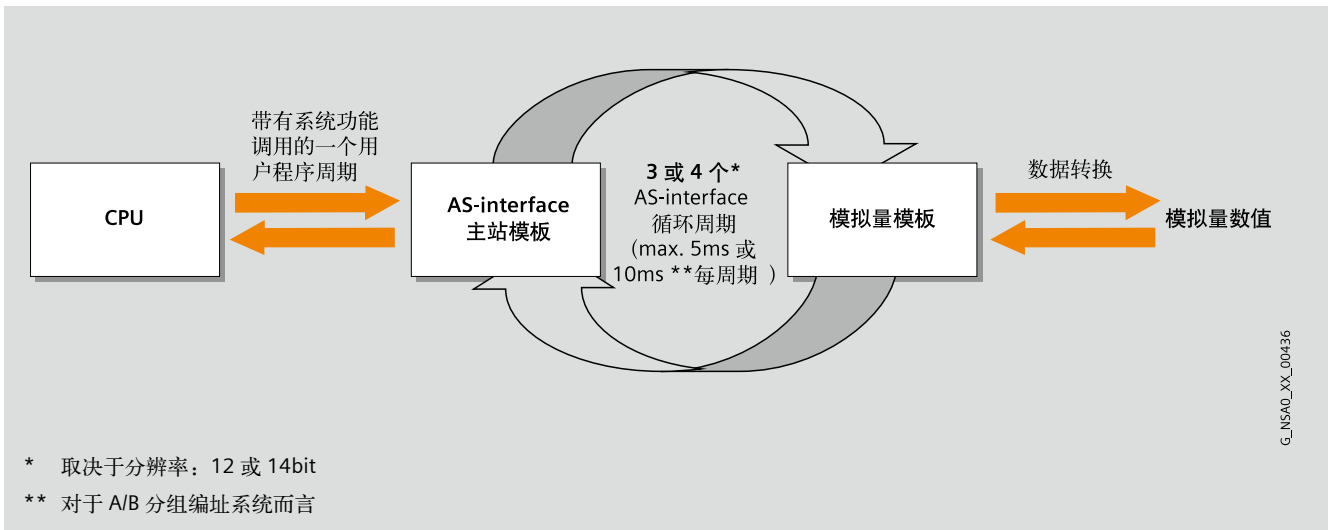 带有系统功能
调用的一个用
户程序周期
CPU
AS-interface
主站模板
3 或 4 个*
AS-interface
循环周期
(max. 5ms 或
10ms **每周期 )
模拟量模板
数据转换
模拟量数值
G_NSA0_XX_00436
* 取决于分辨率：12 或 14bit
** 对于 A/B 分组编址系统而言